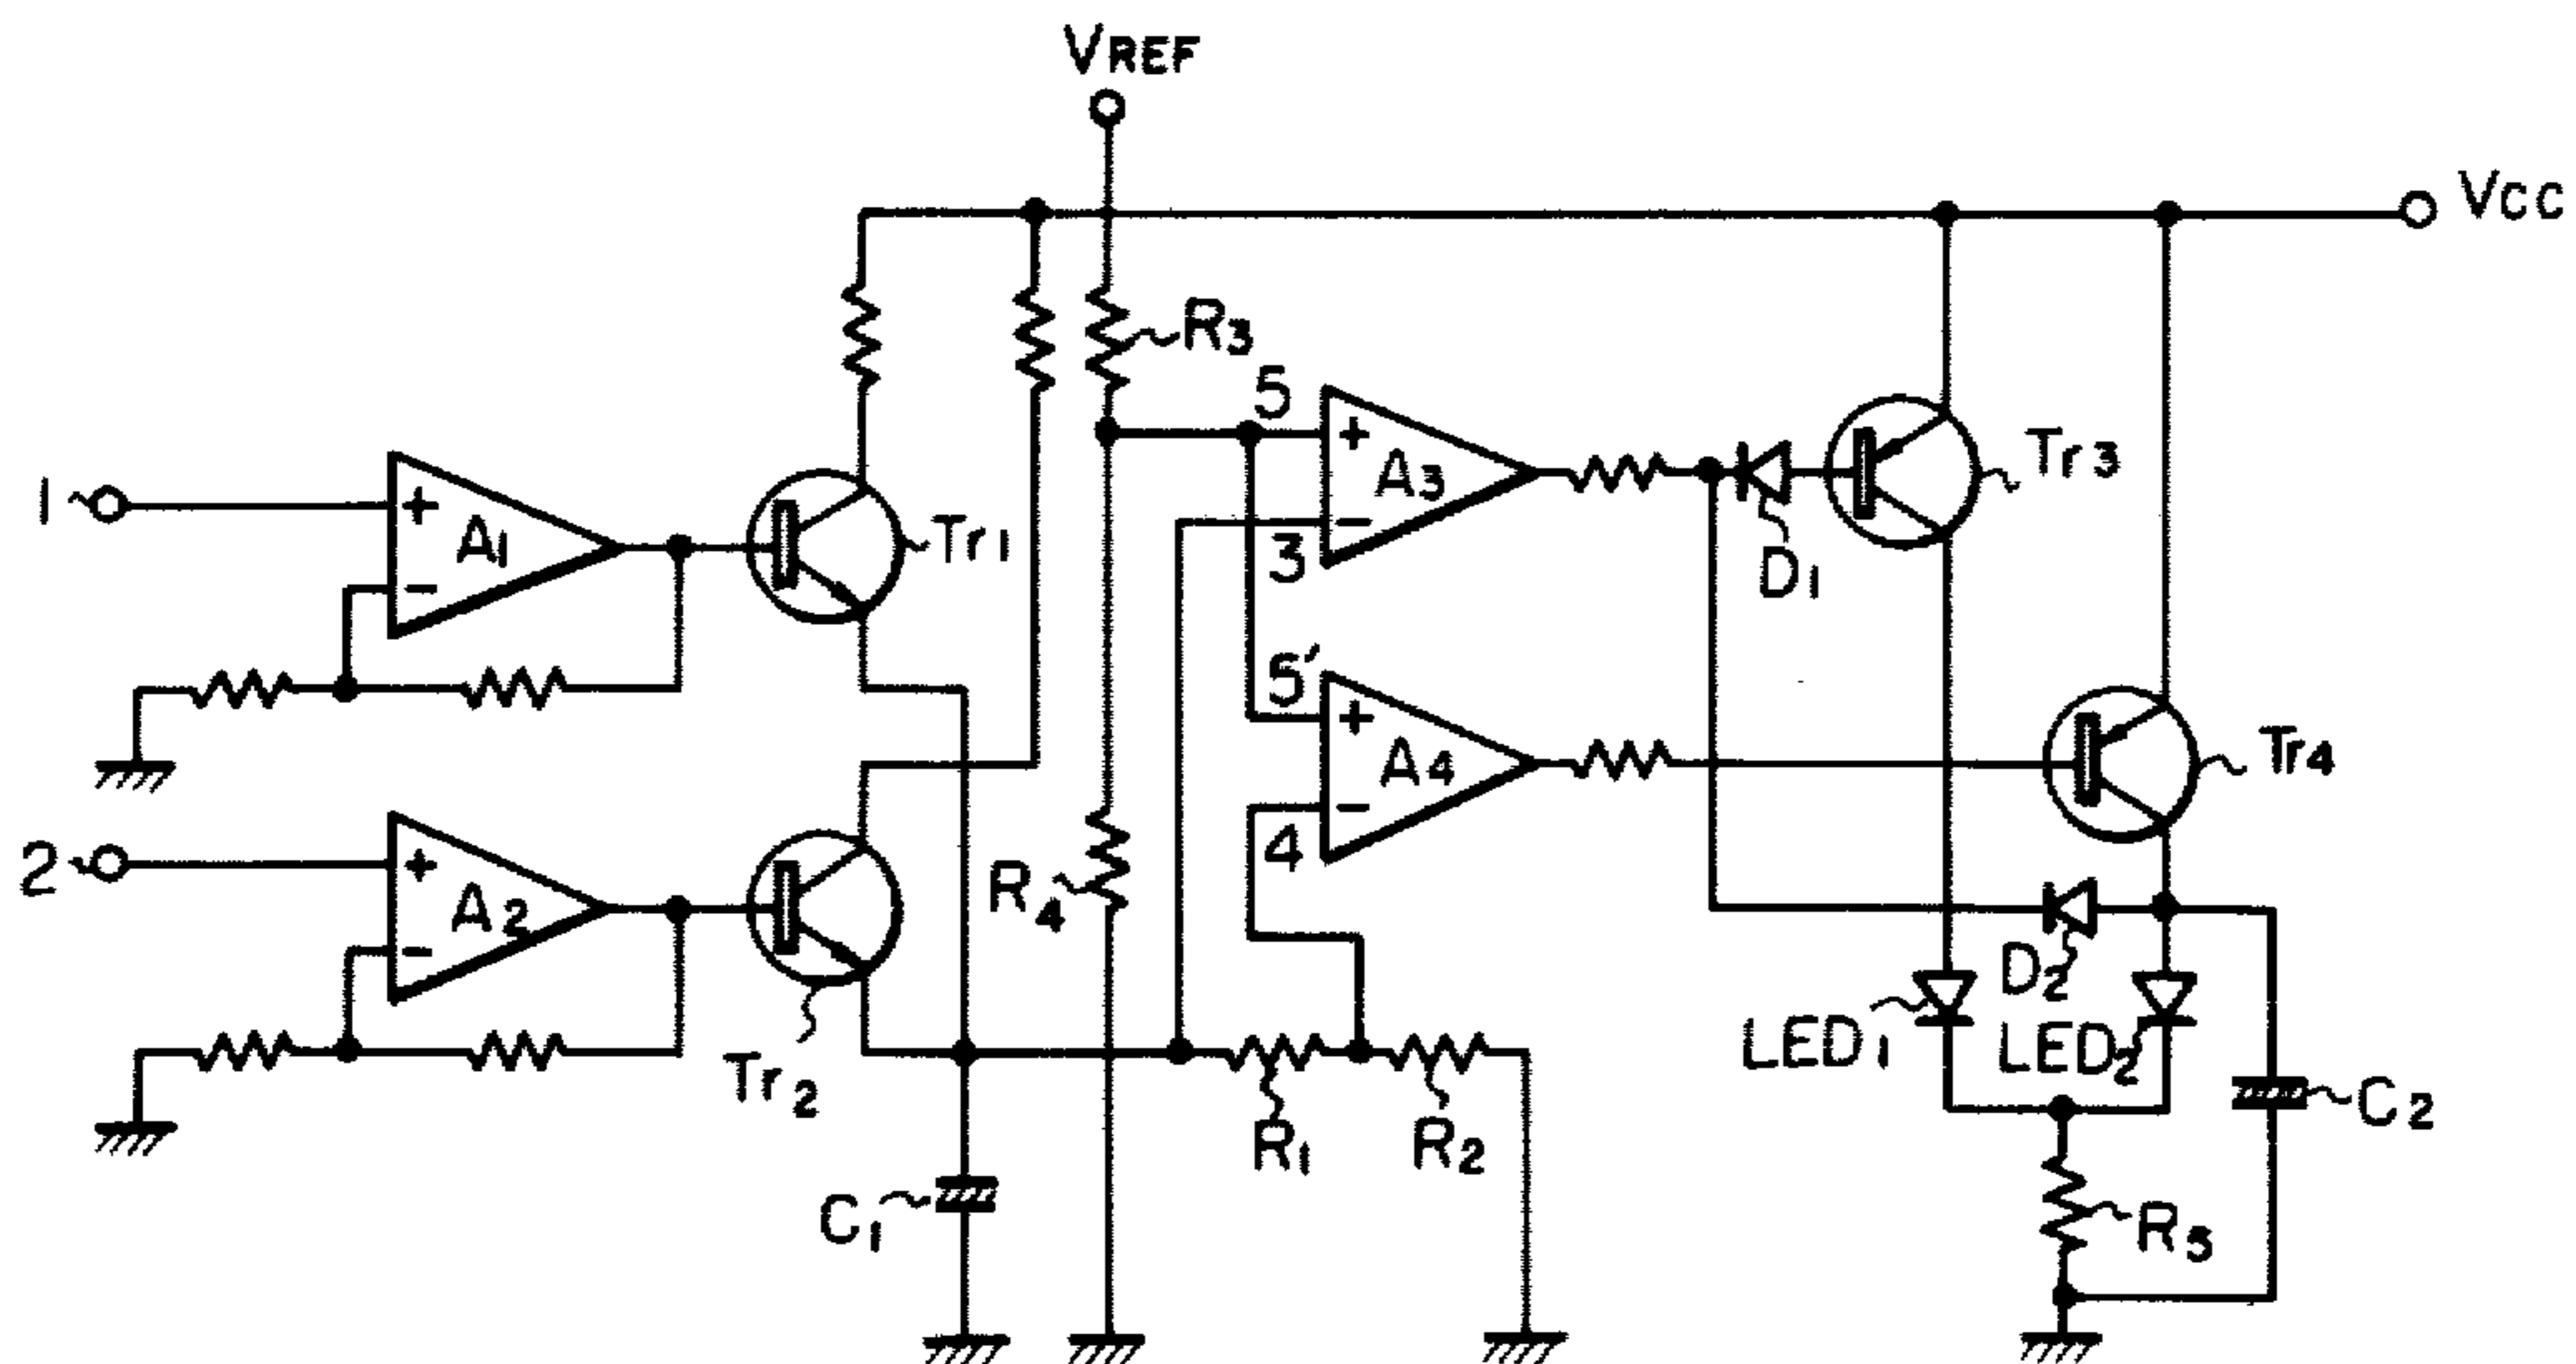 VREF
VCC
R3
5
+
A3
−
3
D1
Tr3
1
+
A1
−
Tr1
5'
+
A4
−
4
Tr4
2
+
A2
−
Tr2
R4
D2
LED1
LED2
C2
R1
R2
C1
R5